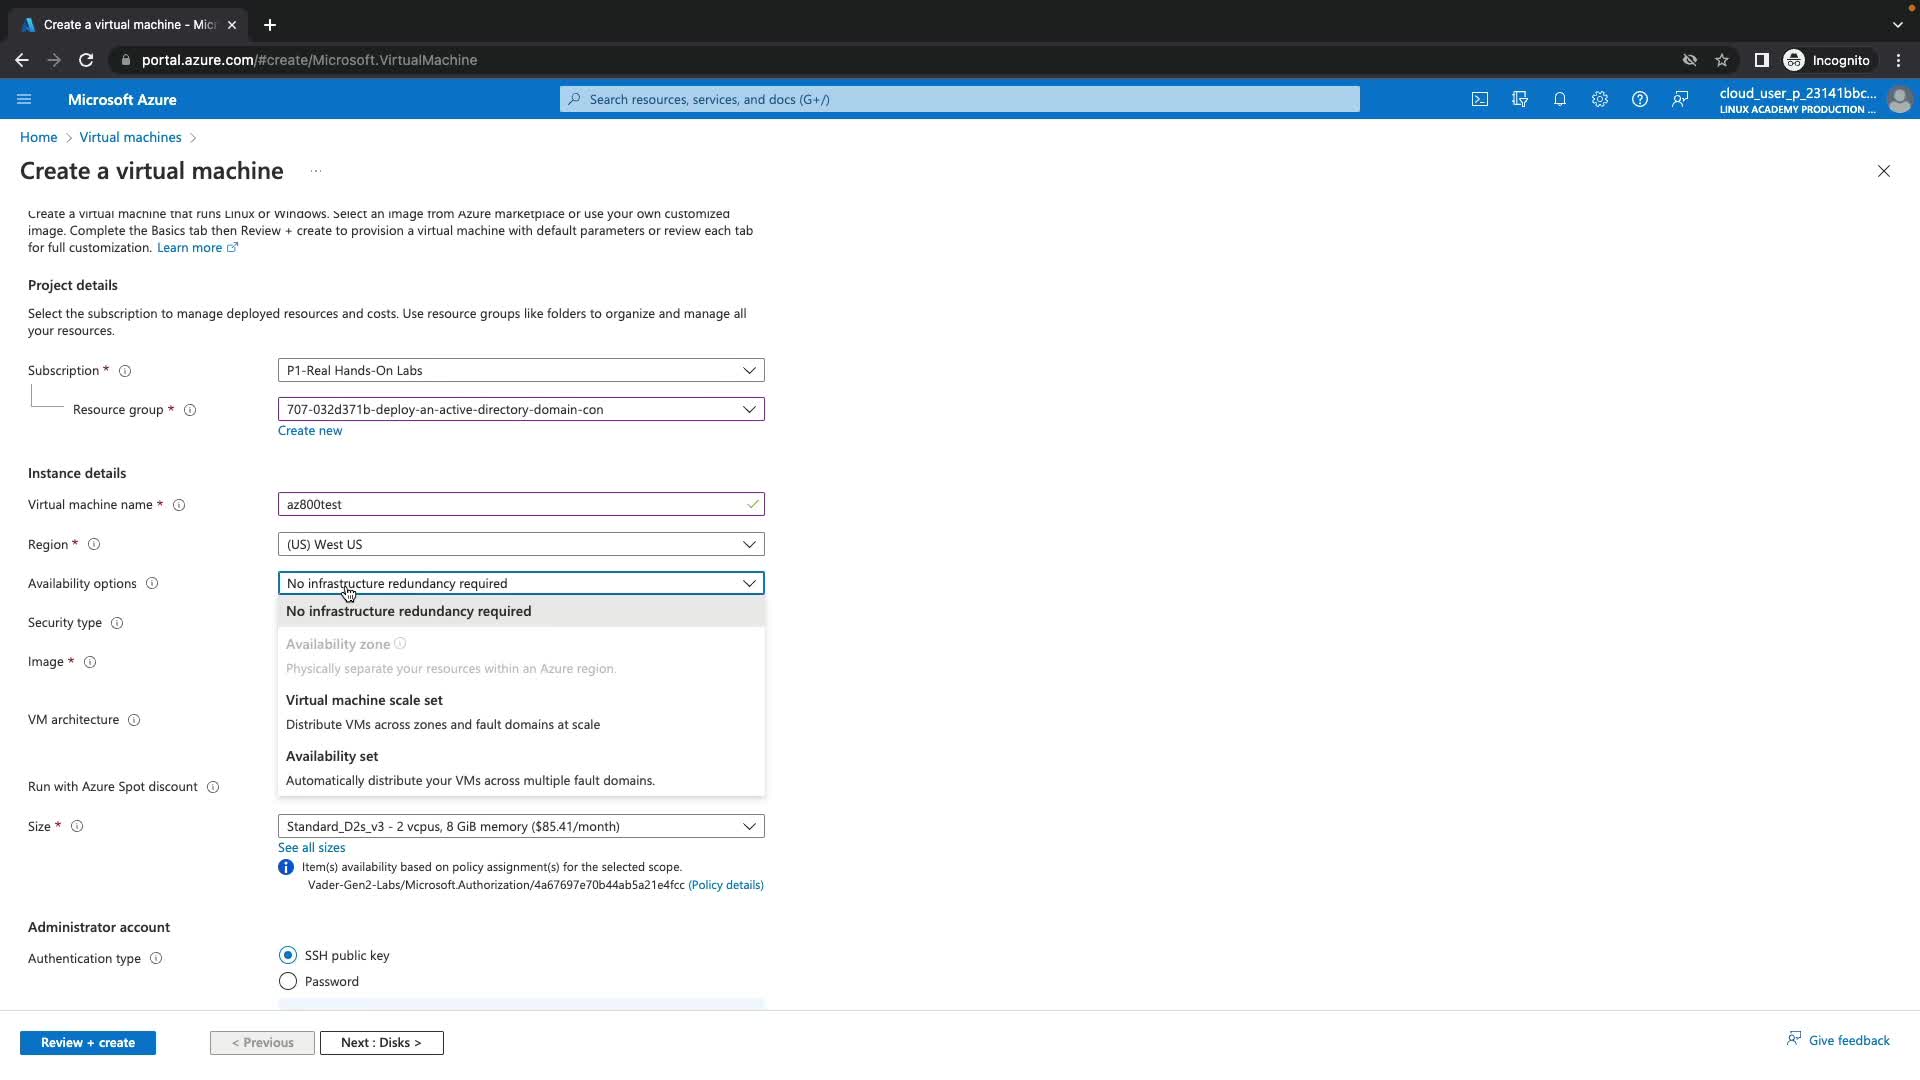 Create a virtual machine - Mic
portal.azure.com/#create/Microsoft.VirtualMachine
Incognito
Microsoft Azure
Search resources, services, and docs (G+/)
cloud_user_p_23141bbc...
LINUX ACADEMY PRODUCTION ...
Home > Virtual machines >
Create a virtual machine ...
Create a virtual machine that runs Linux or Windows. Select an image from Azure marketplace or use your own customized
image. Complete the Basics tab then Review + create to provision a virtual machine with default parameters or review each tab
for full customization. Learn more
Project details
Select the subscription to manage deployed resources and costs. Use resource groups like folders to organize and manage all
your resources.
Subscription *
P1-Real Hands-On Labs
Resource group *
707-032d371b-deploy-an-active-directory-domain-con
Create new
Instance details
Virtual machine name *
az800test
Region *
(US) West US
Availability options
No infrastructure redundancy required
No infrastructure redundancy required
Security type
Availability zone
Physically separate your resources within an Azure region.
Image *
Virtual machine scale set
Distribute VMs across zones and fault domains at scale
VM architecture
Availability set
Automatically distribute your VMs across multiple fault domains.
Run with Azure Spot discount
Size *
Standard_D2s_v3 - 2 vcpus, 8 GiB memory ($85.41/month)
See all sizes
Item(s) availability based on policy assignment(s) for the selected scope.
Vader-Gen2-Labs/Microsoft.Authorization/4a67697e70b44ab5a21e4fcc (Policy details)
Administrator account
Authentication type
SSH public key
Password
Review + create
< Previous
Next : Disks >
Give feedback